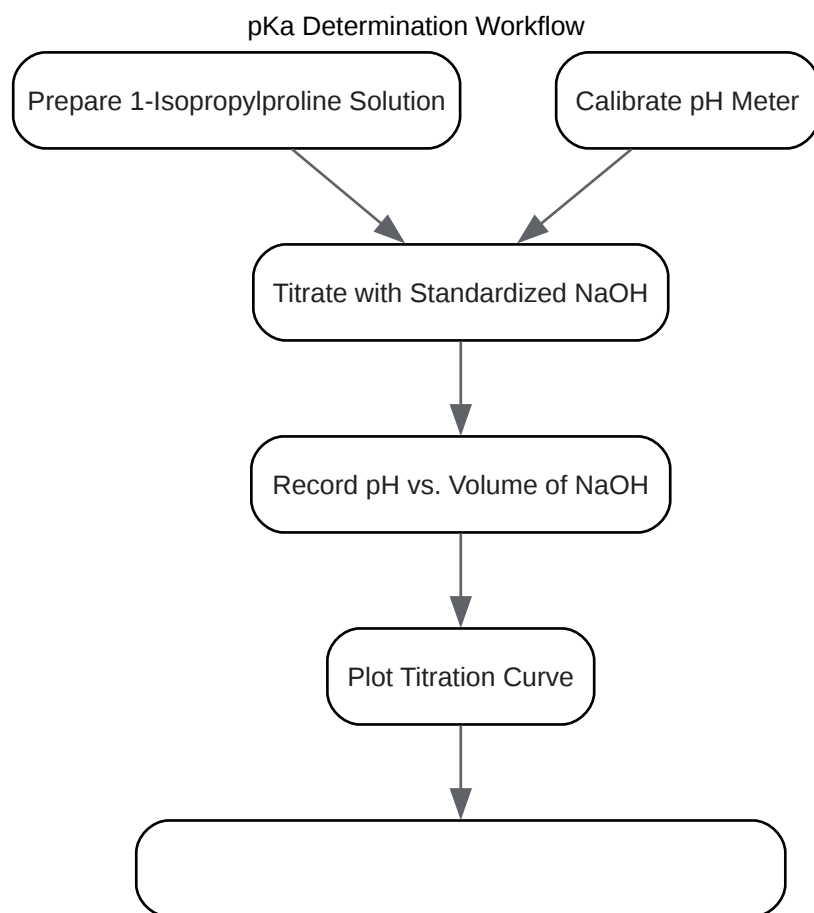 pKa Determination Workflow
Prepare 1-Isopropylproline Solution
Calibrate pH Meter
Titrate with Standardized NaOH
Record pH vs. Volume of NaOH
Plot Titration Curve